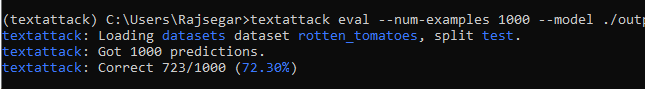 (textattack) C:\Users\Rajsegar>textattack eval --num-examples 1000 --model ./outp
textattack: Loading datasets dataset rotten_tomatoes, split test.
textattack: Got 1000 predictions.
textattack: Correct 723/1000 (72.30%)